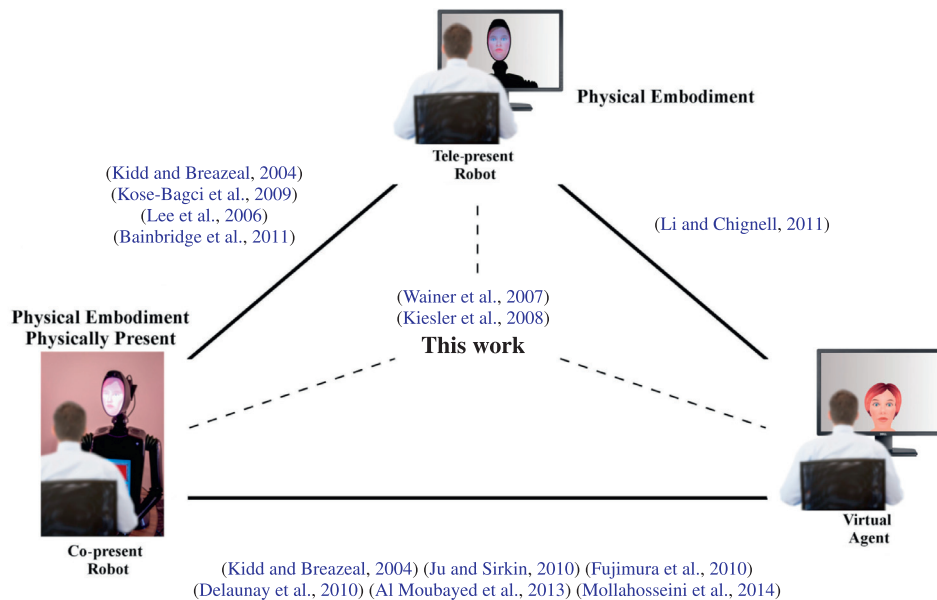 Physical Embodiment
Tele-present
Robot
(Kidd and Breazeal, 2004)
(Kose-Bagci et al., 2009)
(Lee et al., 2006)
(Bainbridge et al., 2011)
(Li and Chignell, 2011)
(Wainer et al., 2007)
(Kiesler et al., 2008)
This work
Physical Embodiment
Physically Present
Co-present
Robot
Virtual
Agent
(Kidd and Breazeal, 2004) (Ju and Sirkin, 2010) (Fujimura et al., 2010)
(Delaunay et al., 2010) (Al Moubayed et al., 2013) (Mollahosseini et al., 2014)